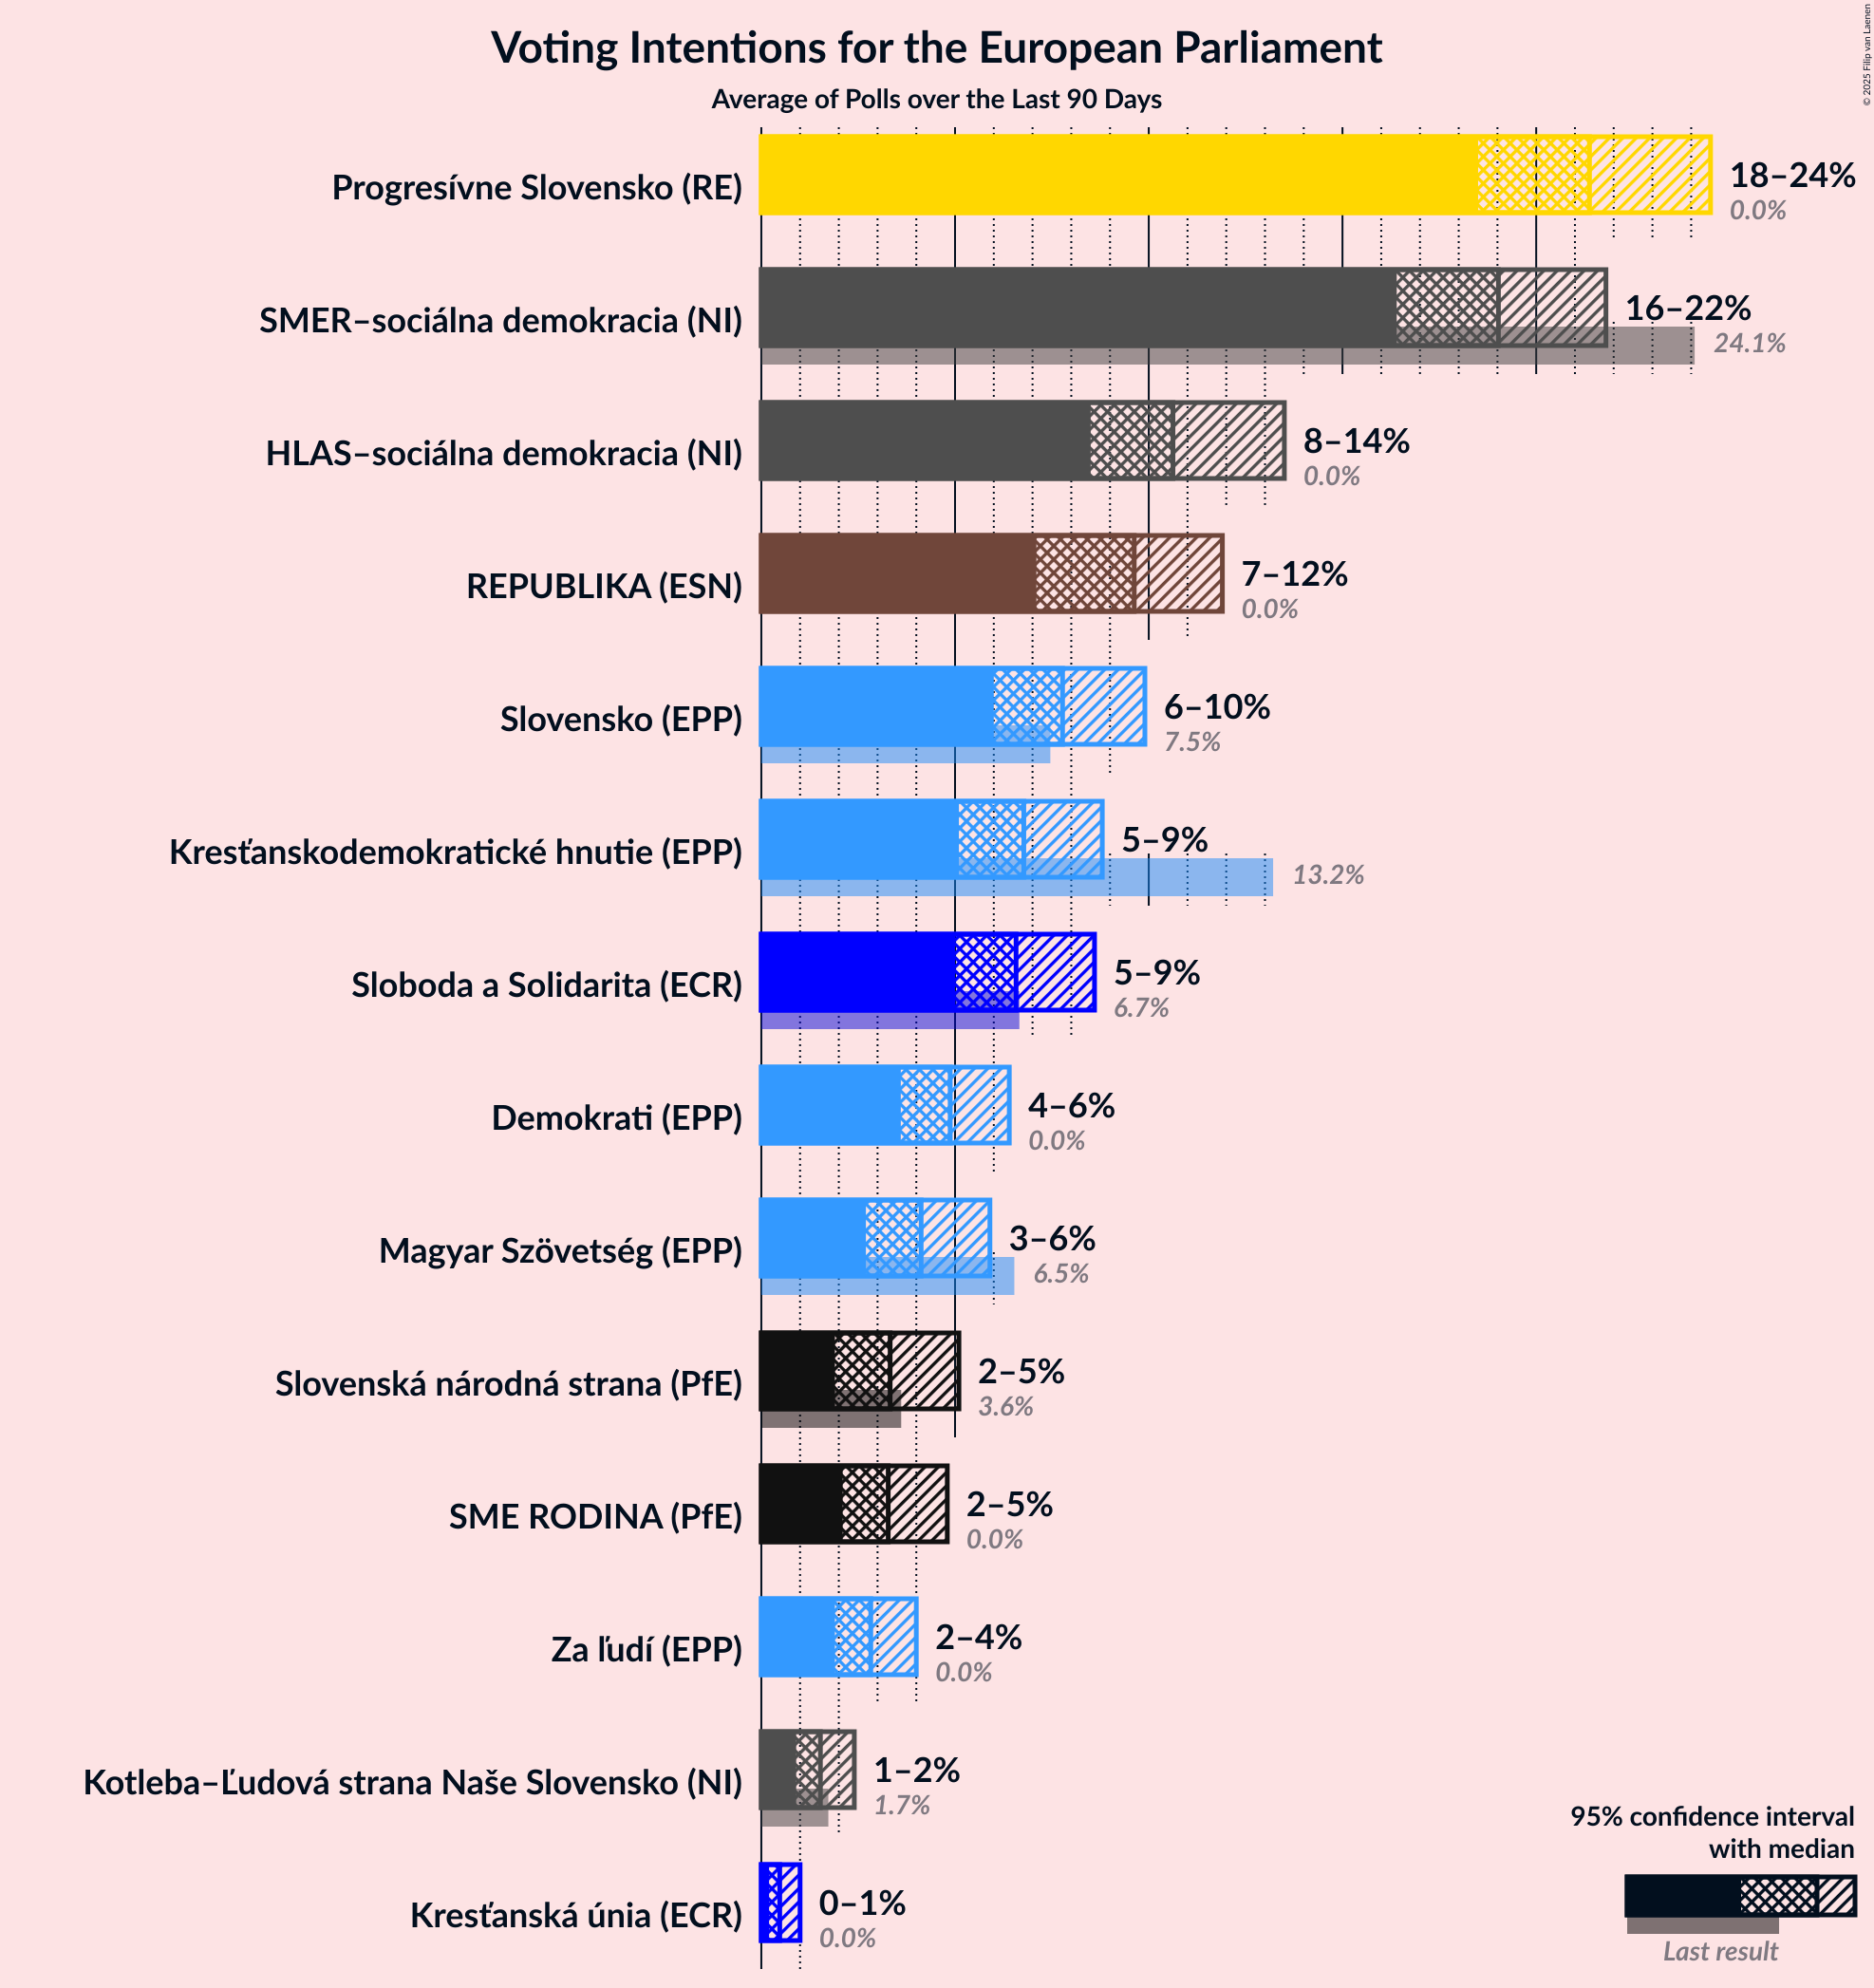 Voting Intentions for the European Parliament
Average of Polls over the Last 90 Days
© 2025 Filip van Laenen
Progresívne Slovensko (RE)
18–24%
0.0%
SMER–sociálna demokracia (NI)
16–22%
24.1%
HLAS–sociálna demokracia (NI)
8–14%
0.0%
REPUBLIKA (ESN)
7–12%
0.0%
Slovensko (EPP)
6–10%
7.5%
Kresťanskodemokratické hnutie (EPP)
5–9%
13.2%
Sloboda a Solidarita (ECR)
5–9%
6.7%
Demokrati (EPP)
4–6%
0.0%
Magyar Szövetség (EPP)
3–6%
6.5%
Slovenská národná strana (PfE)
2–5%
3.6%
SME RODINA (PfE)
2–5%
0.0%
Za ľudí (EPP)
2–4%
0.0%
Kotleba–Ľudová strana Naše Slovensko (NI)
1–2%
1.7%
Kresťanská únia (ECR)
0–1%
0.0%
95% confidence interval
with median
Last result